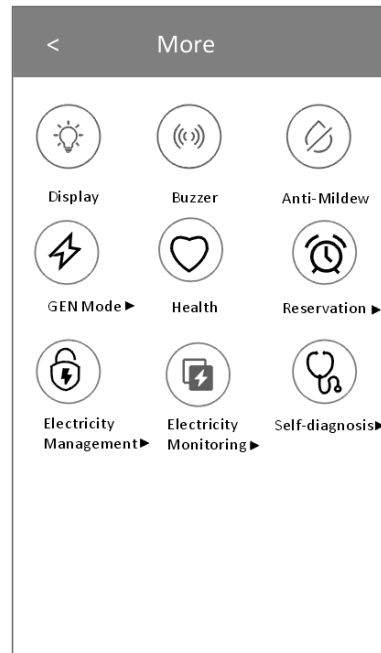 < More
Display Buzzer Anti-Mildew
GEN Mode► Health Reservation ►
Electricity Electricity Self-diagnosis►
Management► Monitoring►